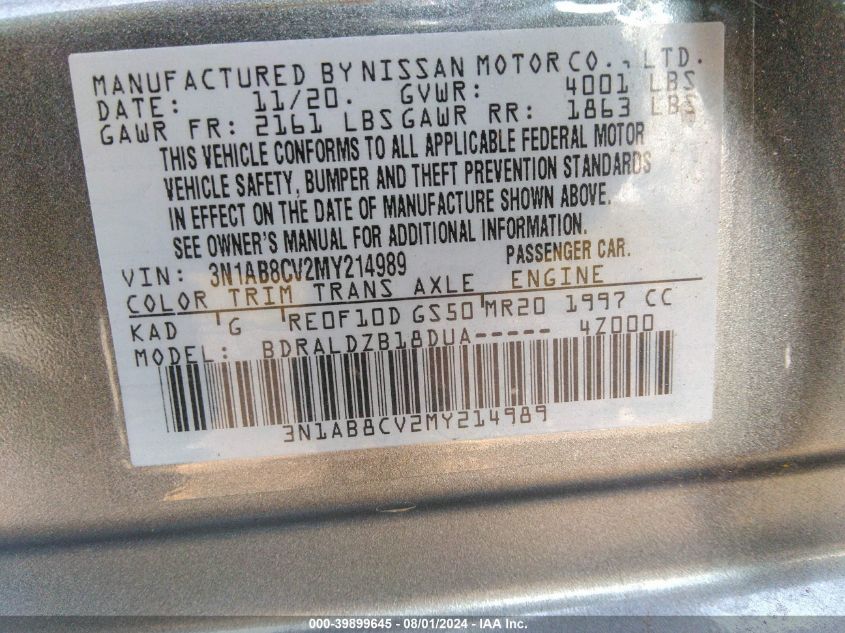 MANUFACTURED BY NISSAN MOTOR CO., LTD.
DATE: 11/20. GVWR: 4001 LBS
GAWR FR: 2161 LBS GAWR RR: 1863 LBS
THIS VEHICLE CONFORMS TO ALL APPLICABLE FEDERAL MOTOR
VEHICLE SAFETY, BUMPER AND THEFT PREVENTION STANDARDS
IN EFFECT ON THE DATE OF MANUFACTURE SHOWN ABOVE.
SEE OWNER'S MANUAL FOR ADDITIONAL INFORMATION.
VIN: 3N1AB8CV2MY214989 PASSENGER CAR.
COLOR TRIM TRANS AXLE ENGINE
KAD G RE0F10D GS50 MR20 1997 CC
MODEL: BDRALDZB18DUA----- 4Z000
3N1AB8CV2MY214989
000-39899645 - 08/01/2024 - IAA Inc.